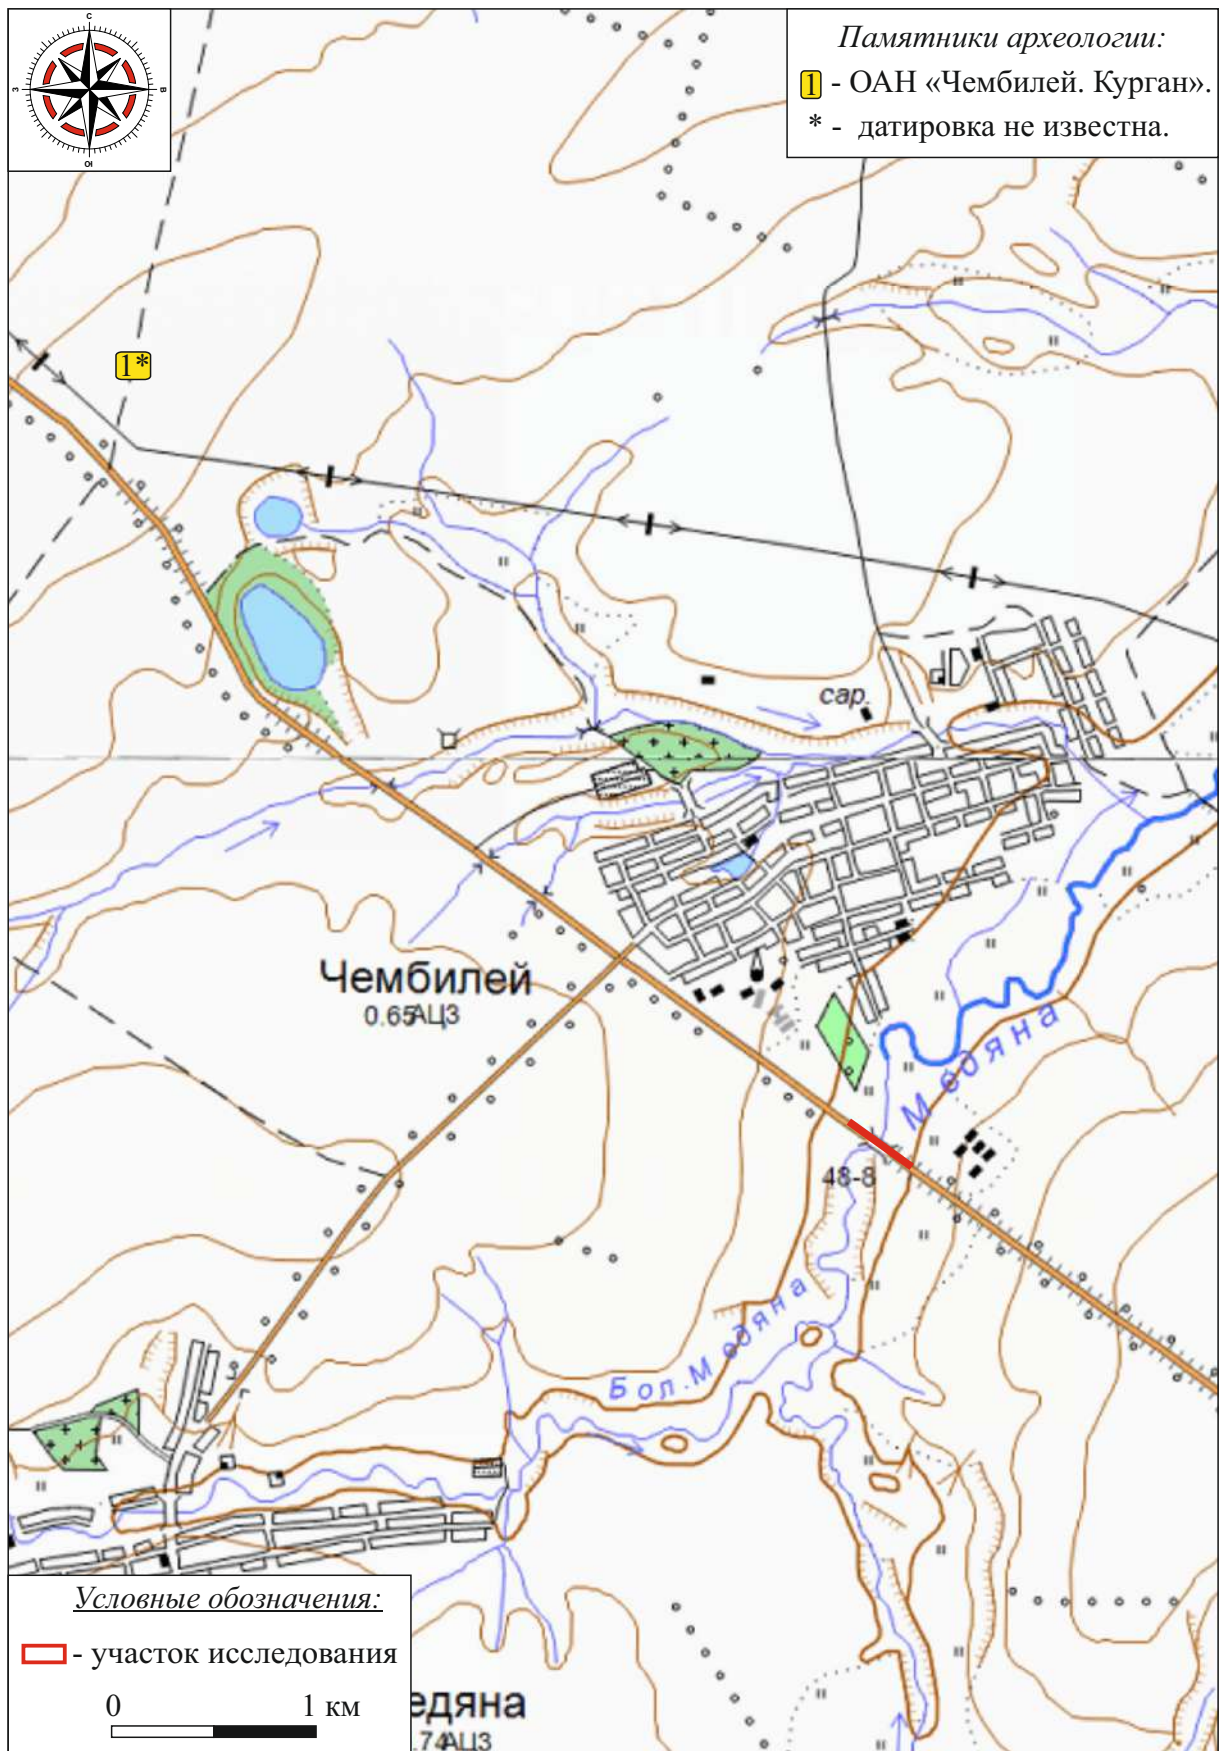 С
З
В
Ю
Памятники археологии:
1 - ОАН «Чембилей. Курган».
* - датировка не известна.
1*
сар.
Чембилей
0.65АЦЗ
Медяна
48-8
Бол. Медяна
Условные обозначения:
- участок исследования
0 1 км
едяна
.74АЦЗ